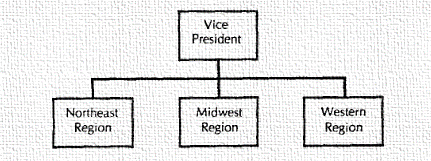 Vice
President
Northeast
Region
Midwest
Region
Western
Region